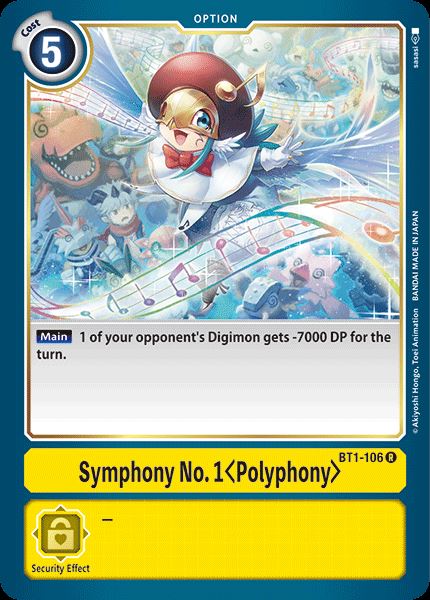 OPTION
Cost
5
sasasi
© Akiyoshi Hongo, Toei Animation BANDAI MADE IN JAPAN
Main 1 of your opponent's Digimon gets -7000 DP for the
turn.
BT1-106 R
Symphony No. 1<Polyphony>
–
Security Effect